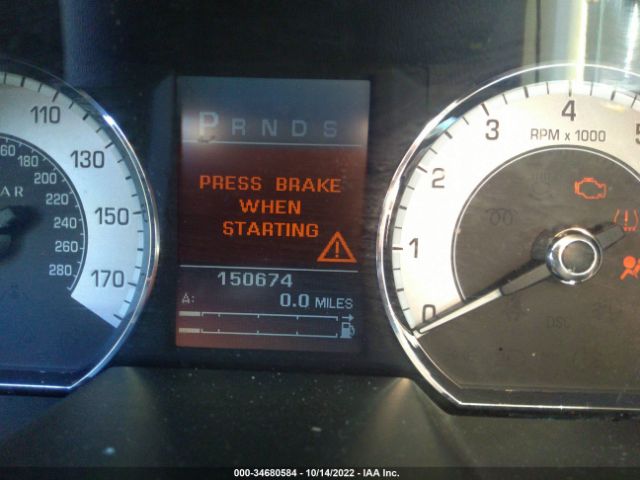 110
130
150
170
160
180
200
220
240
260
280
AR
P R N D S
PRESS BRAKE
WHEN
STARTING
150674
A: 0.0 MILES
0
1
2
3
4
5
RPM x 1000
DSC
000-34680584 - 10/14/2022 - IAA Inc.